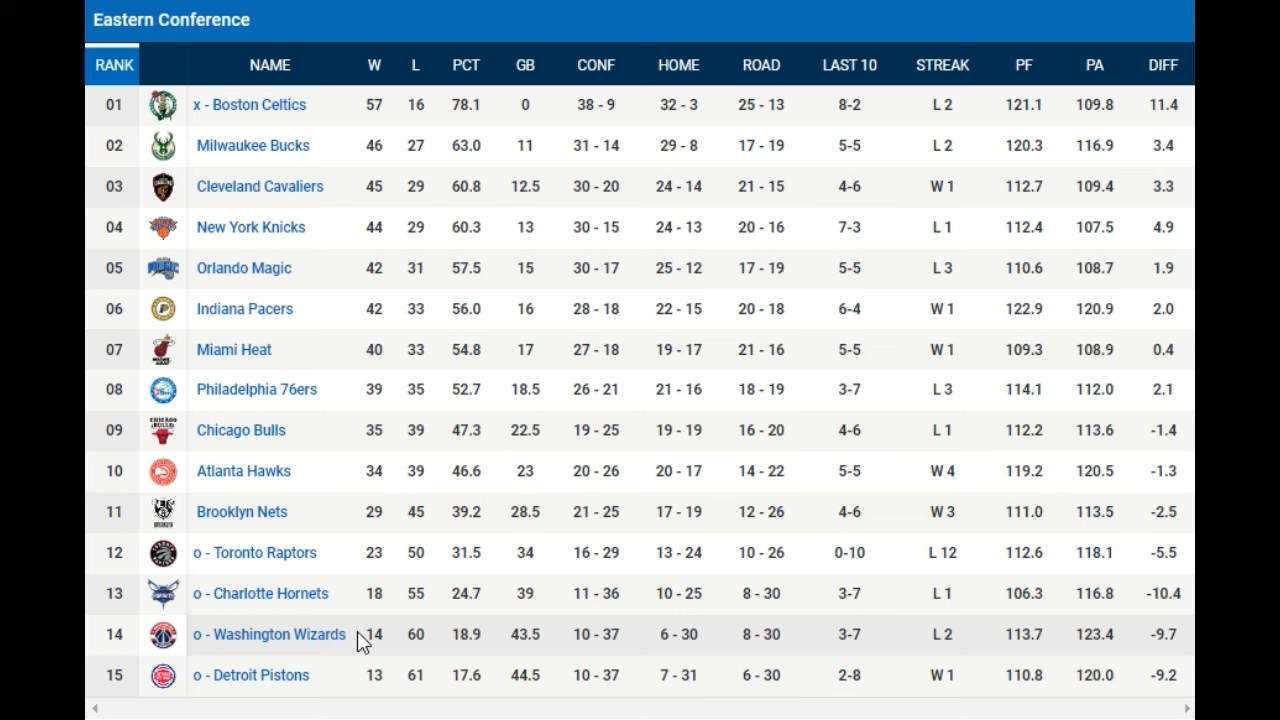 Eastern Conference
RANK NAME W L PCT GB CONF HOME ROAD LAST 10 STREAK PF PA DIFF
01 x - Boston Celtics 57 16 78.1 0 38 - 9 32 - 3 25 - 13 8-2 L 2 121.1 109.8 11.4
02 Milwaukee Bucks 46 27 63.0 11 31 - 14 29 - 8 17 - 19 5-5 L 2 120.3 116.9 3.4
03 Cleveland Cavaliers 45 29 60.8 12.5 30 - 20 24 - 14 21 - 15 4-6 W 1 112.7 109.4 3.3
04 New York Knicks 44 29 60.3 13 30 - 15 24 - 13 20 - 16 7-3 L 1 112.4 107.5 4.9
05 Orlando Magic 42 31 57.5 15 30 - 17 25 - 12 17 - 19 5-5 L 3 110.6 108.7 1.9
06 Indiana Pacers 42 33 56.0 16 28 - 18 22 - 15 20 - 18 6-4 W 1 122.9 120.9 2.0
07 Miami Heat 40 33 54.8 17 27 - 18 19 - 17 21 - 16 5-5 W 1 109.3 108.9 0.4
08 Philadelphia 76ers 39 35 52.7 18.5 26 - 21 21 - 16 18 - 19 3-7 L 3 114.1 112.0 2.1
09 Chicago Bulls 35 39 47.3 22.5 19 - 25 19 - 19 16 - 20 4-6 L 1 112.2 113.6 -1.4
10 Atlanta Hawks 34 39 46.6 23 20 - 26 20 - 17 14 - 22 5-5 W 4 119.2 120.5 -1.3
11 Brooklyn Nets 29 45 39.2 28.5 21 - 25 17 - 19 12 - 26 4-6 W 3 111.0 113.5 -2.5
12 o - Toronto Raptors 23 50 31.5 34 16 - 29 13 - 24 10 - 26 0-10 L 12 112.6 118.1 -5.5
13 o - Charlotte Hornets 18 55 24.7 39 11 - 36 10 - 25 8 - 30 3-7 L 1 106.3 116.8 -10.4
14 o - Washington Wizards 14 60 18.9 43.5 10 - 37 6 - 30 8 - 30 3-7 L 2 113.7 123.4 -9.7
15 o - Detroit Pistons 13 61 17.6 44.5 10 - 37 7 - 31 6 - 30 2-8 W 1 110.8 120.0 -9.2